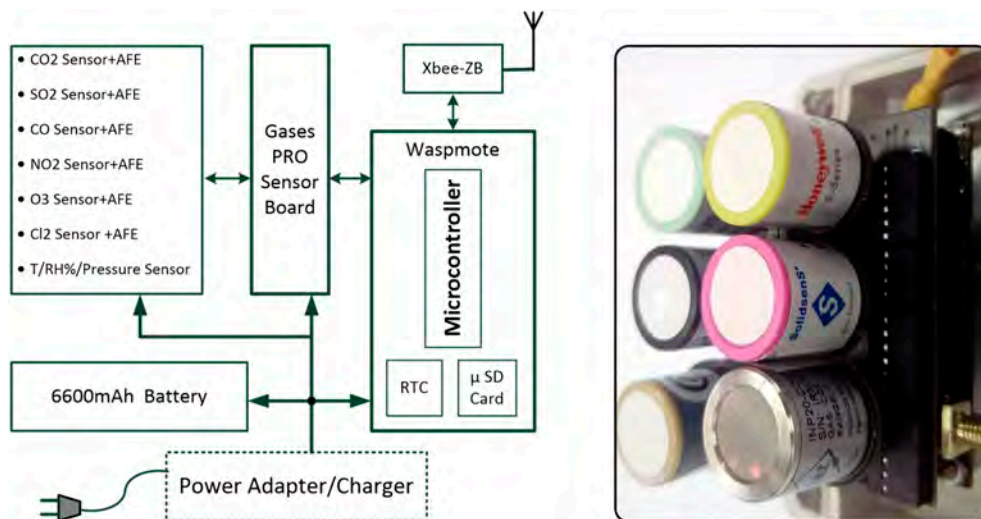 • CO2 Sensor+AFE
• SO2 Sensor+AFE
• CO Sensor+AFE
• NO2 Sensor+AFE
• O3 Sensor+AFE
• Cl2 Sensor +AFE
• T/RH%/Pressure Sensor
Gases
PRO
Sensor
Board
Xbee-ZB
Waspmote
Microcontroller
RTC
μ SD
Card
6600mAh Battery
Power Adapter/Charger
Honeywell
SolidsenS
S
INP20
S/N